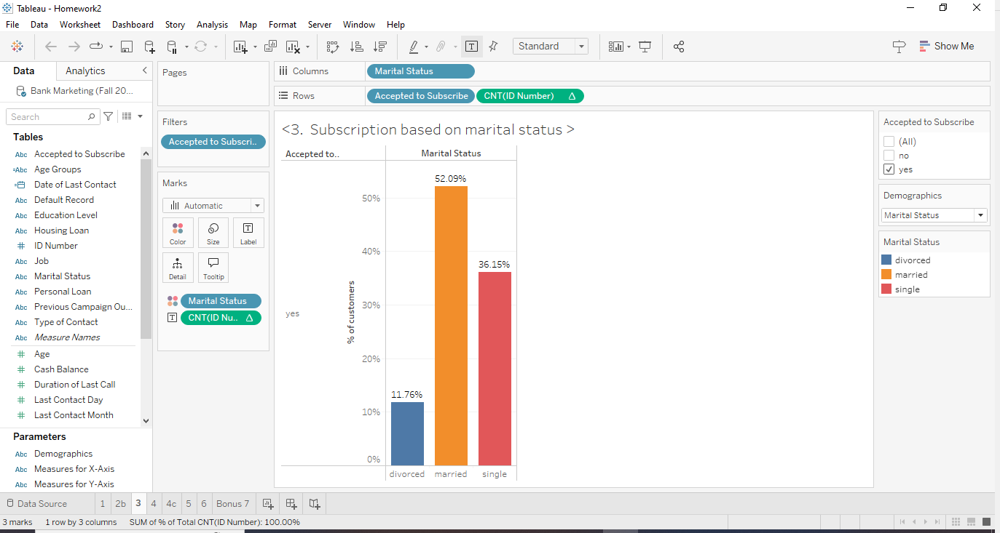 Tableau - Homework2
File Data Worksheet Dashboard Story Analysis Map Format Server Window Help
Standard
Show Me
Data Analytics
Bank Marketing (Fall 20...
Search
Tables
Abc Accepted to Subscribe
=Abc Age Groups
Date of Last Contact
Abc Default Record
Abc Education Level
Abc Housing Loan
# ID Number
Abc Job
Abc Marital Status
Abc Personal Loan
Abc Previous Campaign Ou...
Abc Type of Contact
Abc Measure Names
# Age
# Cash Balance
# Duration of Last Call
# Last Contact Day
# Last Contact Month
Parameters
Abc Demographics
Abc Measures for X-Axis
Abc Measures for Y-Axis
Pages
Filters
Accepted to Subscri..
Marks
Automatic
Color Size Label
Detail Tooltip
Marital Status
T CNT(ID Nu.. Δ
Columns Marital Status
Rows Accepted to Subscribe CNT(ID Number) Δ
<3. Subscription based on marital status >
Accepted to.. Marital Status
yes
% of customers
50%
40%
30%
20%
10%
0%
11.76%
52.09%
36.15%
divorced married single
Accepted to Subscribe
(All)
no
yes
Demographics
Marital Status
Marital Status
divorced
married
single
Data Source 1 2b 3 4 4c 5 6 Bonus 7
3 marks 1 row by 3 columns SUM of % of Total CNT(ID Number): 100.00%